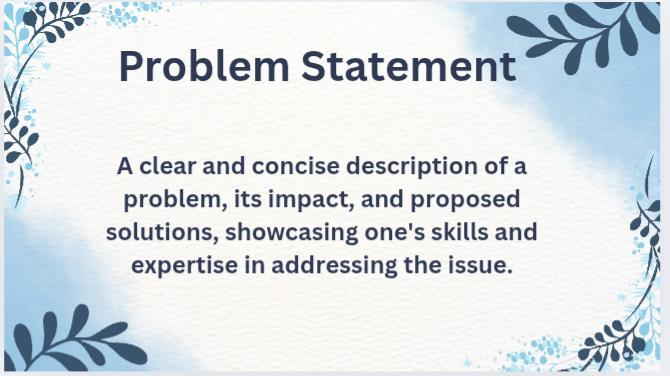 Problem Statement
A clear and concise description of a
problem, its impact, and proposed
solutions, showcasing one's skills and
expertise in addressing the issue.